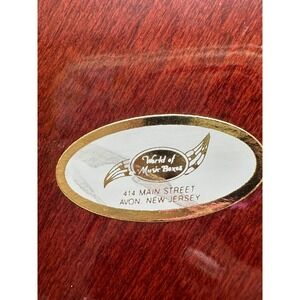 World of
Music Boxes
414 MAIN STREET
AVON, NEW JERSEY